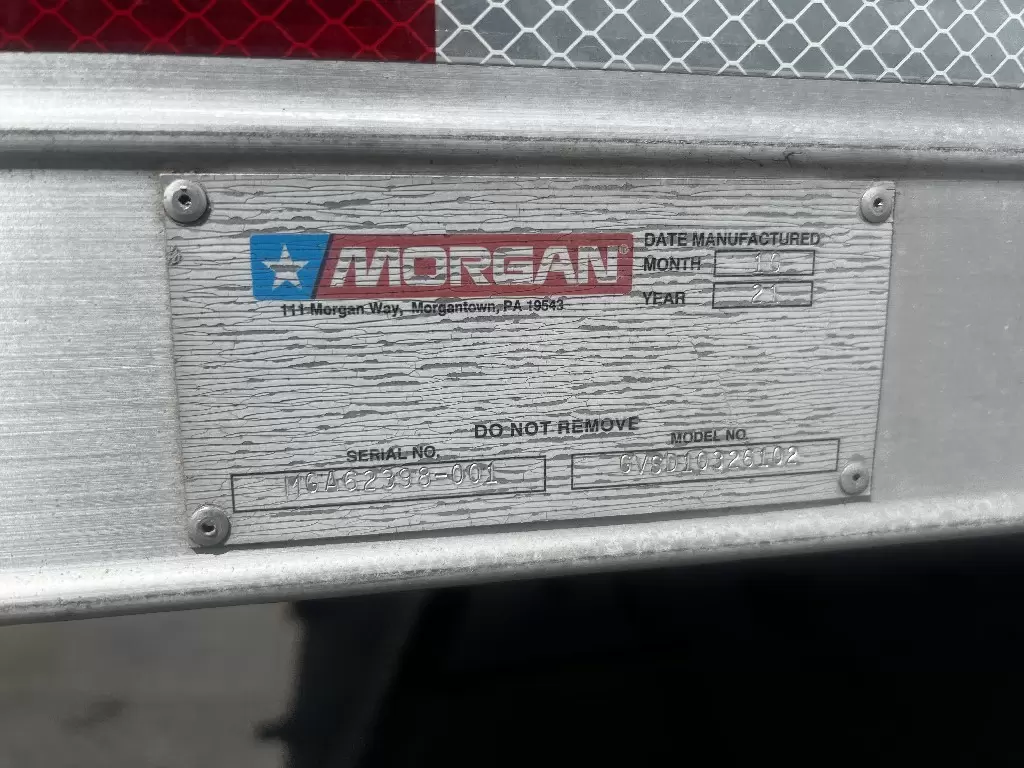 MORGAN®
111 Morgan Way, Morgantown, PA 19543
DATE MANUFACTURED
MONTH 10
YEAR 21
DO NOT REMOVE
SERIAL NO.
MGA62398-001
MODEL NO.
GVSD10326102